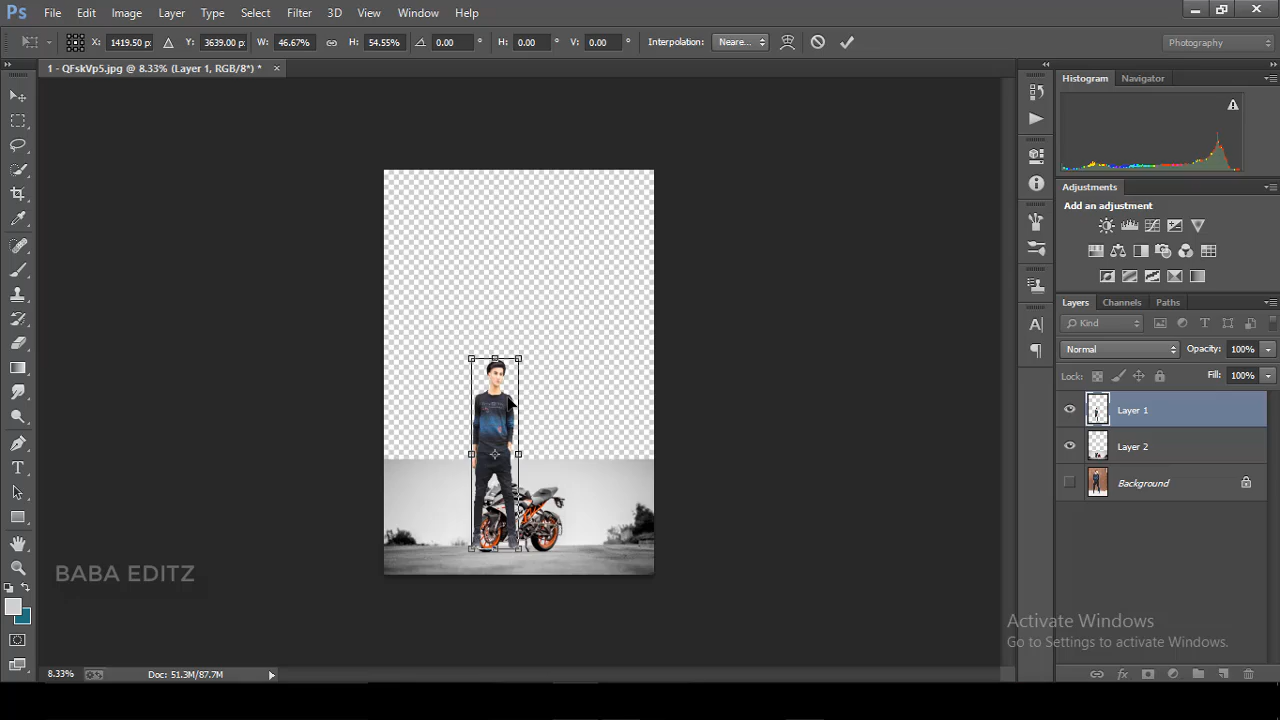 Ps File Edit Image Layer Type Select Filter 3D View Window Help
X: 1419.50 px Y: 3639.00 px W: 46.67% H: 54.55% 0.00 ° H: 0.00 ° V: 0.00 ° Interpolation: Neare... Photography
1 - QFskVp5.jpg @ 8.33% (Layer 1, RGB/8*) *
Histogram Navigator
Adjustments
Add an adjustment
Layers Channels Paths
Kind
Normal Opacity: 100%
Lock: Fill: 100%
Layer 1
Layer 2
Background
BABA EDITZ
Activate Windows
Go to Settings to activate Windows.
8.33% Doc: 51.3M/87.7M